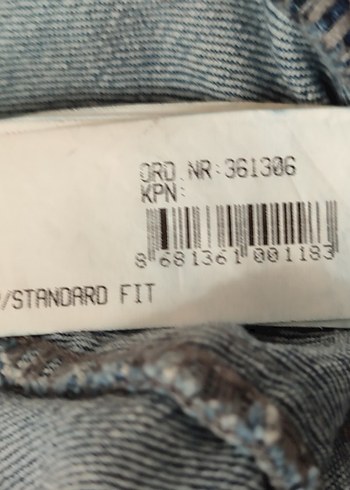 ORD.NR:361306
KPN:
8 681361 001183
/STANDARD FIT